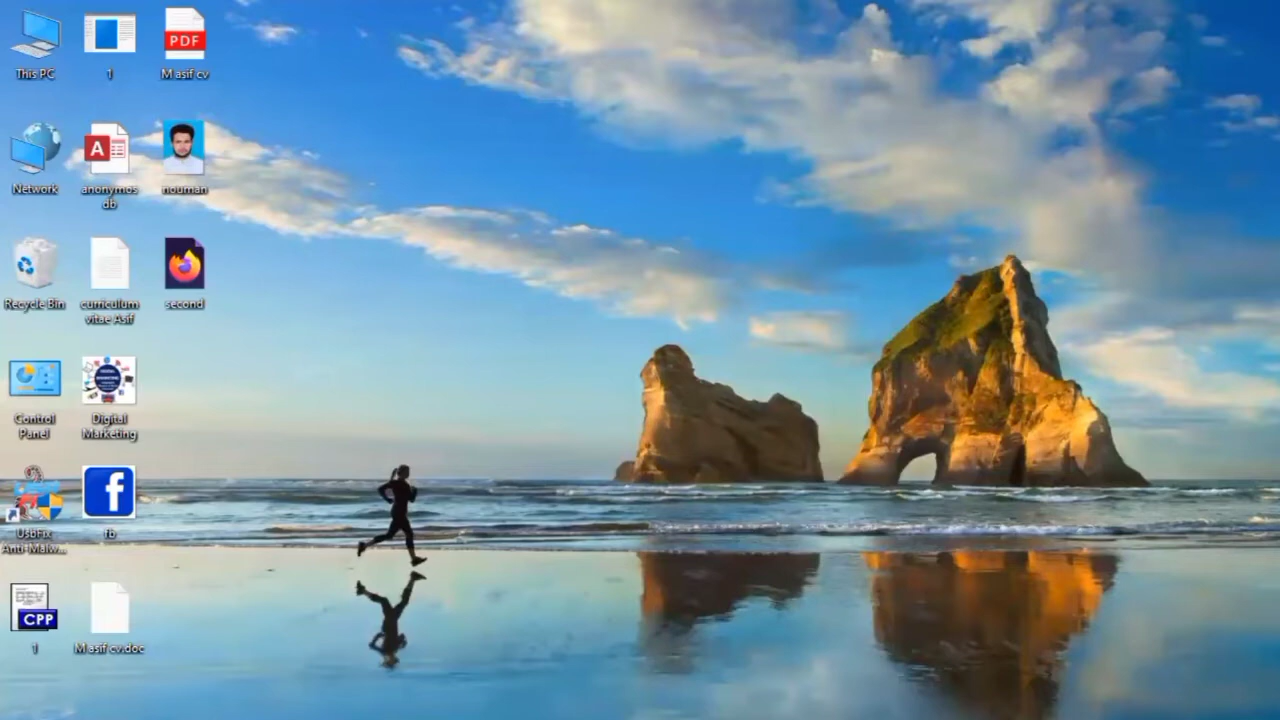 This PC
1
PDF
M asif cv
Network
A
anonymos
db
nouman
Recycle Bin
curriculum
vitae Asif
second
Control
Panel
Digital
Marketing
UsbFix
Anti-Malw...
f
fb
DEV
CPP
1
M asif cv.doc